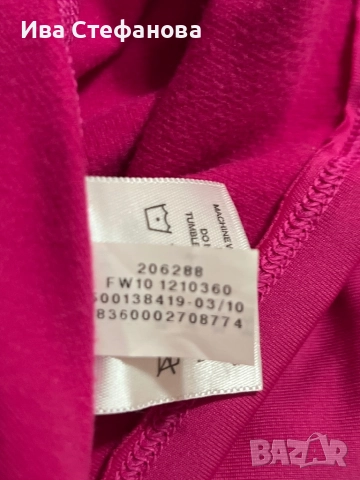 Ива Стефанова
MACHINE
DO
TUMBLE
206288
FW10 1210360
500138419-03/10
8360002708774
BAZAR